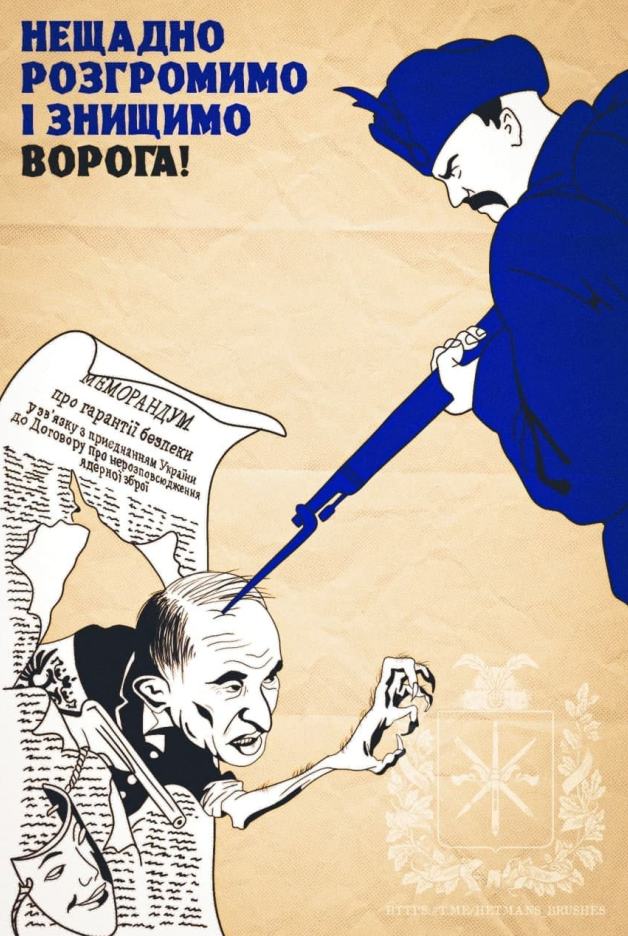 НЕЩАДНО
РОЗГРОМИМО
І ЗНИЩИМО
ВОРОГА!
МЕМОРАНДУМ
про гарантії безпеки
у зв'язку з приєднанням України
до Договору про нерозповсюдження
ядерної зброї
HTTPS://T.ME/HETMANS_BRUSHES